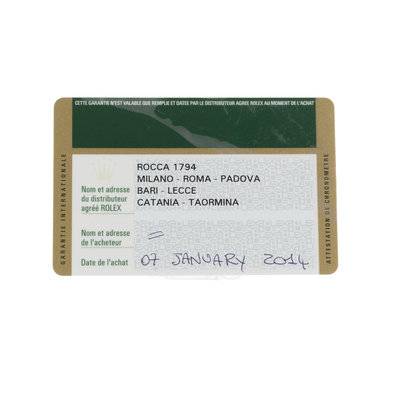 CETTE GARANTIE N'EST VALABLE QUE REMPLIE ET DATEE PAR LE DISTRIBUTEUR AGREE ROLEX AU MOMENT DE L'ACHAT
GARANTIE INTERNATIONALE
Nom et adresse
du distributeur
agréé ROLEX
ROCCA 1794
MILANO - ROMA - PADOVA
BARI - LECCE
CATANIA - TAORMINA
Nom et adresse
de l'acheteur
=
Date de l'achat
07 JANUARY 2014
ATTESTATION DE CHRONOMETRE